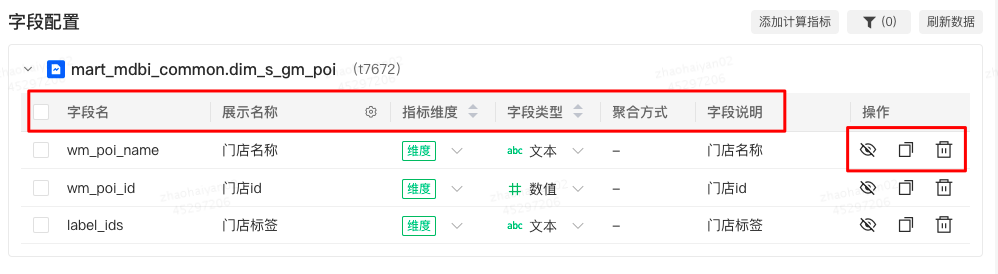 字段配置
添加计算指标 (0) 刷新数据
mart_mdbi_common.dim_s_gm_poi (t7672)
字段名 展示名称 指标维度 字段类型 聚合方式 字段说明 操作
wm_poi_name 门店名称 维度 abc 文本 – 门店名称
wm_poi_id 门店id 维度 数值 – 门店id
label_ids 门店标签 维度 abc 文本 – 门店标签
zhaohaiyan02
45297206
zhaohaiyan02
45297206